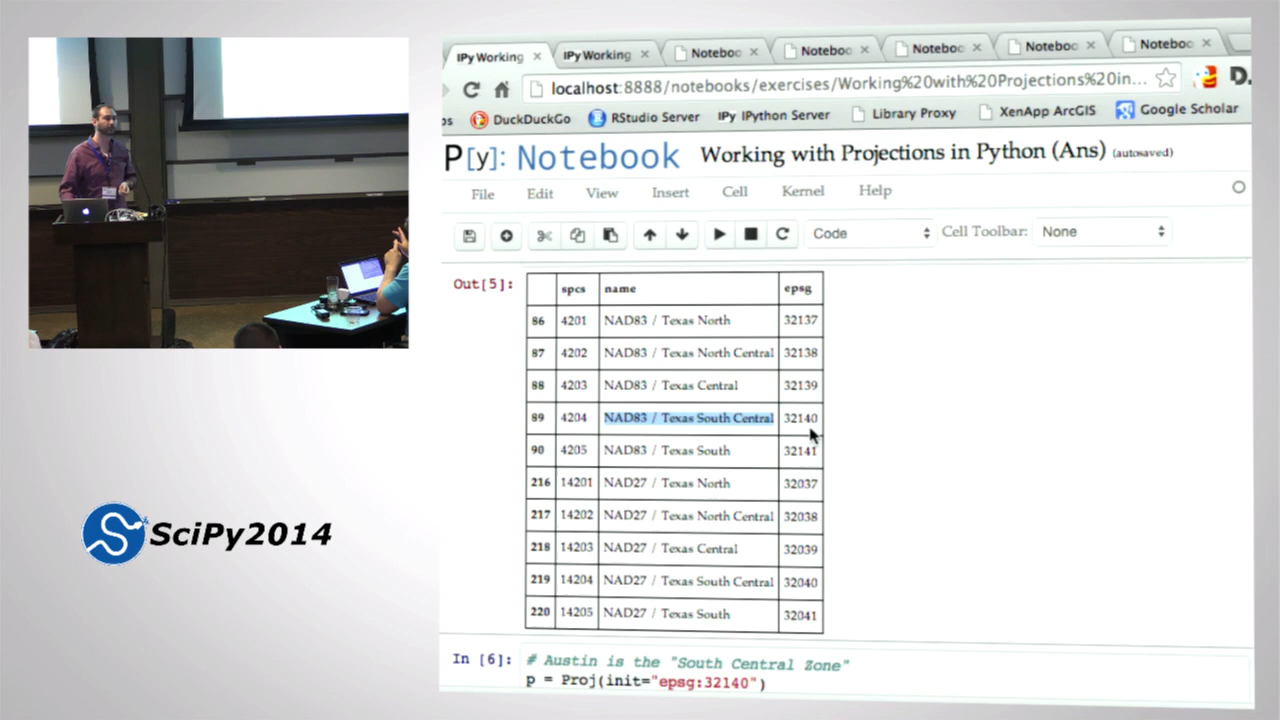 IPy Working × IPy Working × Noteboo × Noteboo × Noteboo × Noteboo × Noteboo ×
localhost:8888/notebooks/exercises/Working%20with%20Projections%20in... D.
os DuckDuckGo RStudio Server IPy IPython Server Library Proxy XenApp ArcGIS Google Scholar
P[y]: Notebook Working with Projections in Python (Ans) (autosaved)
File Edit View Insert Cell Kernel Help
Code Cell Toolbar: None
Out[5]:
spcs name epsg
86 4201 NAD83 / Texas North 32137
87 4202 NAD83 / Texas North Central 32138
88 4203 NAD83 / Texas Central 32139
89 4204 NAD83 / Texas South Central 32140
90 4205 NAD83 / Texas South 32141
216 14201 NAD27 / Texas North 32037
217 14202 NAD27 / Texas North Central 32038
218 14203 NAD27 / Texas Central 32039
219 14204 NAD27 / Texas South Central 32040
220 14205 NAD27 / Texas South 32041
In [6]: # Austin is the "South Central Zone"
p = Proj(init="epsg:32140")
SciPy2014